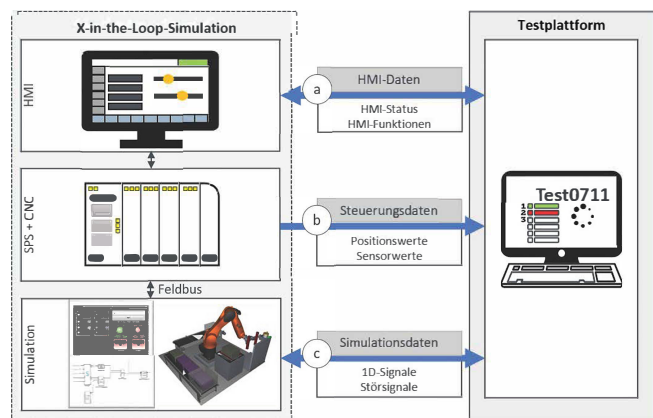 X-in-the-Loop-Simulation
Testplattform
HMI
HMI-Daten
a
HMI-Status
HMI-Funktionen
SPS + CNC
Steuerungsdaten
b
Positionswerte
Sensorwerte
Test0711
1
2
3
Feldbus
Simulation
Simulationsdaten
c
1D-Signale
Störsignale